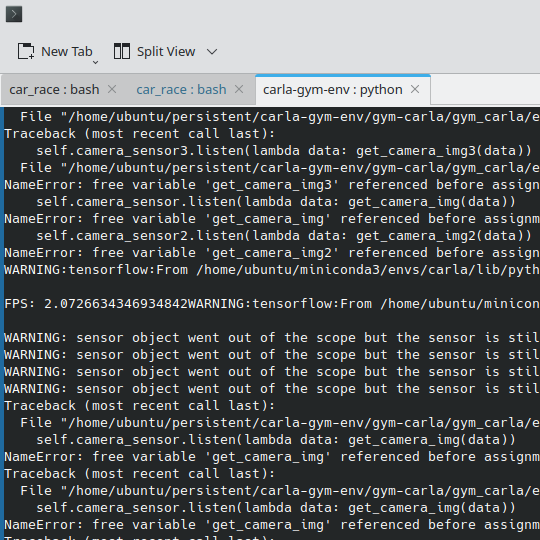 New Tab
Split View
car_race : bash
car_race : bash
carla-gym-env : python
File "/home/ubuntu/persistent/carla-gym-env/gym-carla/gym_carla/e
Traceback (most recent call last):
self.camera_sensor3.listen(lambda data: get_camera_img3(data))
File "/home/ubuntu/persistent/carla-gym-env/gym-carla/gym_carla/e
NameError: free variable 'get_camera_img3' referenced before assign
self.camera_sensor.listen(lambda data: get_camera_img(data))
NameError: free variable 'get_camera_img' referenced before assignm
self.camera_sensor2.listen(lambda data: get_camera_img2(data))
NameError: free variable 'get_camera_img2' referenced before assign
WARNING:tensorflow:From /home/ubuntu/miniconda3/envs/carla/lib/pyth
FPS: 2.0726634346934842WARNING:tensorflow:From /home/ubuntu/minicon
WARNING: sensor object went out of the scope but the sensor is stil
WARNING: sensor object went out of the scope but the sensor is stil
WARNING: sensor object went out of the scope but the sensor is stil
WARNING: sensor object went out of the scope but the sensor is stil
Traceback (most recent call last):
File "/home/ubuntu/persistent/carla-gym-env/gym-carla/gym_carla/e
self.camera_sensor.listen(lambda data: get_camera_img(data))
NameError: free variable 'get_camera_img' referenced before assignm
Traceback (most recent call last):
File "/home/ubuntu/persistent/carla-gym-env/gym-carla/gym_carla/e
self.camera_sensor.listen(lambda data: get_camera_img(data))
NameError: free variable 'get_camera_img' referenced before assignm
Traceback (most recent call last):